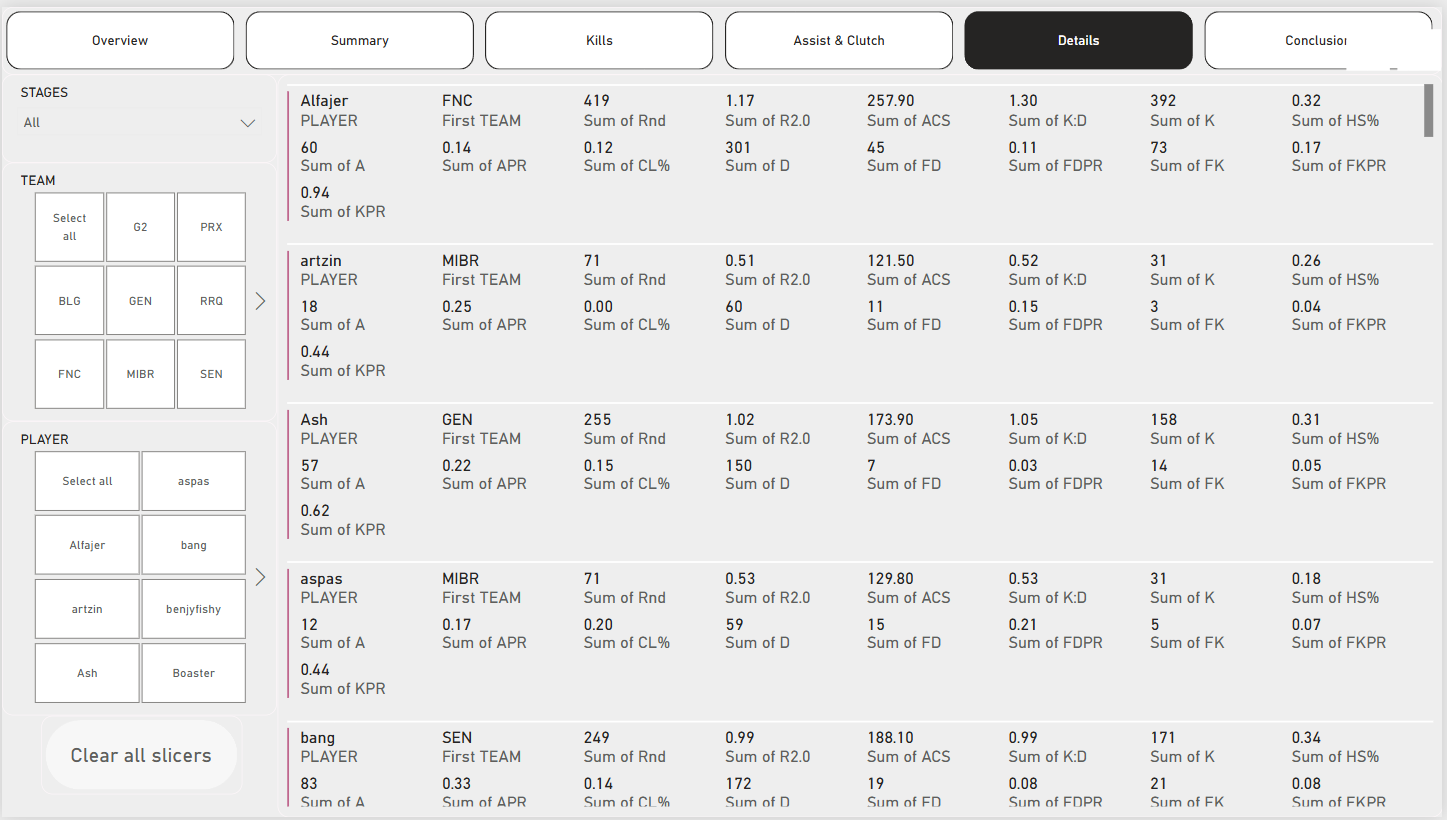 Overview Summary Kills Assist & Clutch Details Conclusion
STAGES
All
TEAM
Select all G2 PRX
BLG GEN RRQ
FNC MIBR SEN
PLAYER
Select all aspas
Alfajer bang
artzin benjyfishy
Ash Boaster
Clear all slicers
Alfajer FNC 419 1.17 257.90 1.30 392 0.32
PLAYER First TEAM Sum of Rnd Sum of R2.0 Sum of ACS Sum of K:D Sum of K Sum of HS%
60 0.14 0.12 301 45 0.11 73 0.17
Sum of A Sum of APR Sum of CL% Sum of D Sum of FD Sum of FDPR Sum of FK Sum of FKPR
0.94
Sum of KPR
artzin MIBR 71 0.51 121.50 0.52 31 0.26
PLAYER First TEAM Sum of Rnd Sum of R2.0 Sum of ACS Sum of K:D Sum of K Sum of HS%
18 0.25 0.00 60 11 0.15 3 0.04
Sum of A Sum of APR Sum of CL% Sum of D Sum of FD Sum of FDPR Sum of FK Sum of FKPR
0.44
Sum of KPR
Ash GEN 255 1.02 173.90 1.05 158 0.31
PLAYER First TEAM Sum of Rnd Sum of R2.0 Sum of ACS Sum of K:D Sum of K Sum of HS%
57 0.22 0.15 150 7 0.03 14 0.05
Sum of A Sum of APR Sum of CL% Sum of D Sum of FD Sum of FDPR Sum of FK Sum of FKPR
0.62
Sum of KPR
aspas MIBR 71 0.53 129.80 0.53 31 0.18
PLAYER First TEAM Sum of Rnd Sum of R2.0 Sum of ACS Sum of K:D Sum of K Sum of HS%
12 0.17 0.20 59 15 0.21 5 0.07
Sum of A Sum of APR Sum of CL% Sum of D Sum of FD Sum of FDPR Sum of FK Sum of FKPR
0.44
Sum of KPR
bang SEN 249 0.99 188.10 0.99 171 0.34
PLAYER First TEAM Sum of Rnd Sum of R2.0 Sum of ACS Sum of K:D Sum of K Sum of HS%
83 0.33 0.14 172 19 0.08 21 0.08
Sum of A Sum of APR Sum of CL% Sum of D Sum of FD Sum of FDPR Sum of FK Sum of FKPR